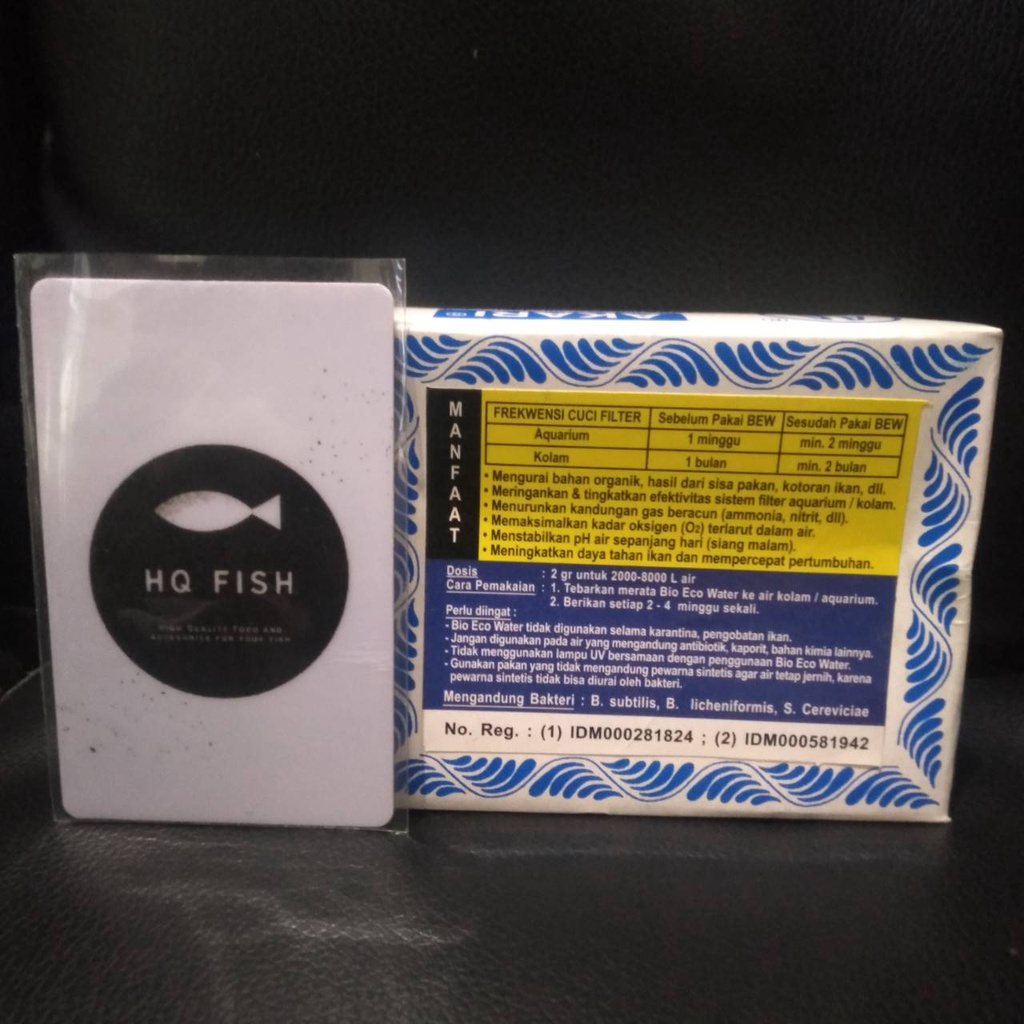 HQ FISH
HIGH QUALITY FOOD AND
ACCESSORIES FOR YOUR FISH
AKARI
MANFAAT
FREKWENSI CUCI FILTER Sebelum Pakai BEW Sesudah Pakai BEW
Aquarium 1 minggu min. 2 minggu
Kolam 1 bulan min. 2 bulan
• Mengurai bahan organik, hasil dari sisa pakan, kotoran ikan, dll.
• Meringankan & tingkatkan efektivitas sistem filter aquarium / kolam.
• Menurunkan kandungan gas beracun (ammonia, nitrit, dll).
• Memaksimalkan kadar oksigen (O2) terlarut dalam air.
• Menstabilkan pH air sepanjang hari (siang malam).
• Meningkatkan daya tahan ikan dan mempercepat pertumbuhan.
Dosis : 2 gr untuk 2000-8000 L air
Cara Pemakaian : 1. Tebarkan merata Bio Eco Water ke air kolam / aquarium.
2. Berikan setiap 2 - 4 minggu sekali.
Perlu diingat :
- Bio Eco Water tidak digunakan selama karantina, pengobatan ikan.
- Jangan digunakan pada air yang mengandung antibiotik, kaporit, bahan kimia lainnya.
- Tidak menggunakan lampu UV bersamaan dengan penggunaan Bio Eco Water.
- Gunakan pakan yang tidak mengandung pewarna sintetis agar air tetap jernih, karena
pewarna sintetis tidak bisa diurai oleh bakteri.
Mengandung Bakteri : B. subtilis, B. licheniformis, S. Cereviciae
No. Reg. : (1) IDM000281824 ; (2) IDM000581942